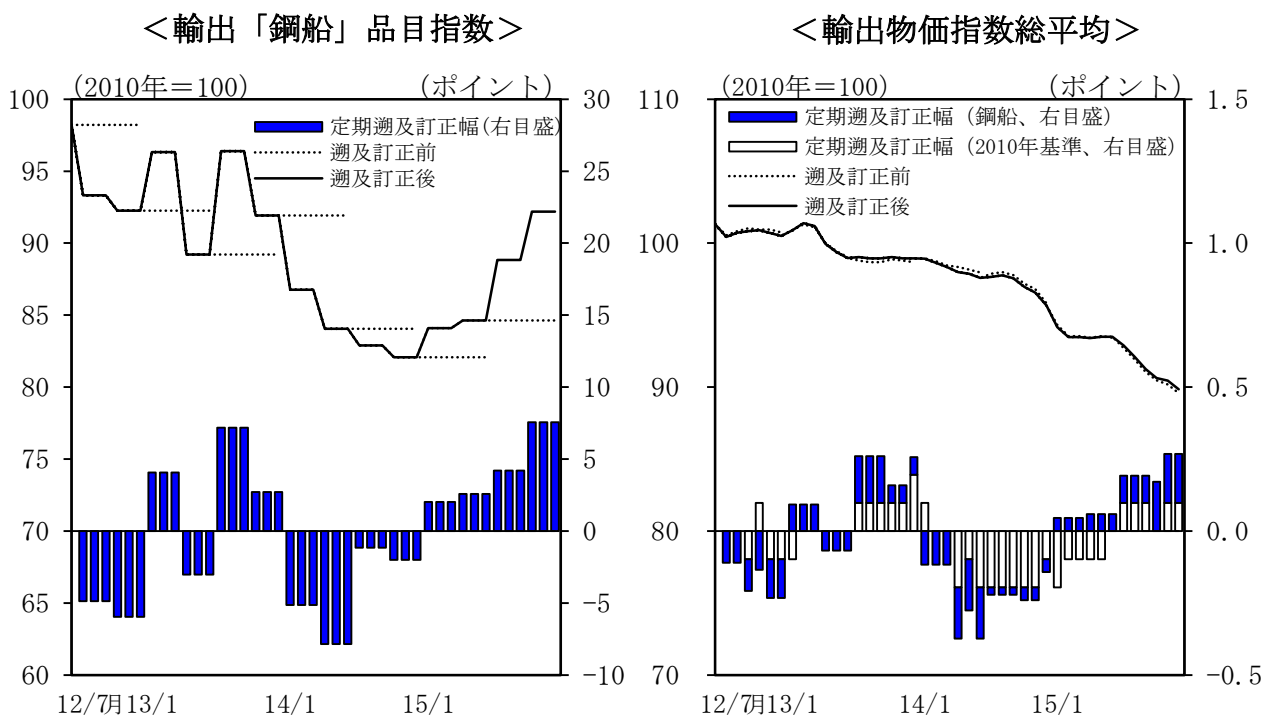 ＜輸出「鋼船」品目指数＞
(2010年＝100)
(ポイント)
定期遡及訂正幅(右目盛)
遡及訂正前
遡及訂正後
100
95
90
85
80
75
70
65
60
30
25
20
15
10
5
0
-5
-10
12/7月
13/1
14/1
15/1
＜輸出物価指数総平均＞
(2010年＝100)
(ポイント)
定期遡及訂正幅（鋼船、右目盛）
定期遡及訂正幅（2010年基準、右目盛）
遡及訂正前
遡及訂正後
110
100
90
80
70
1.5
1.0
0.5
0.0
-0.5
12/7月
13/1
14/1
15/1